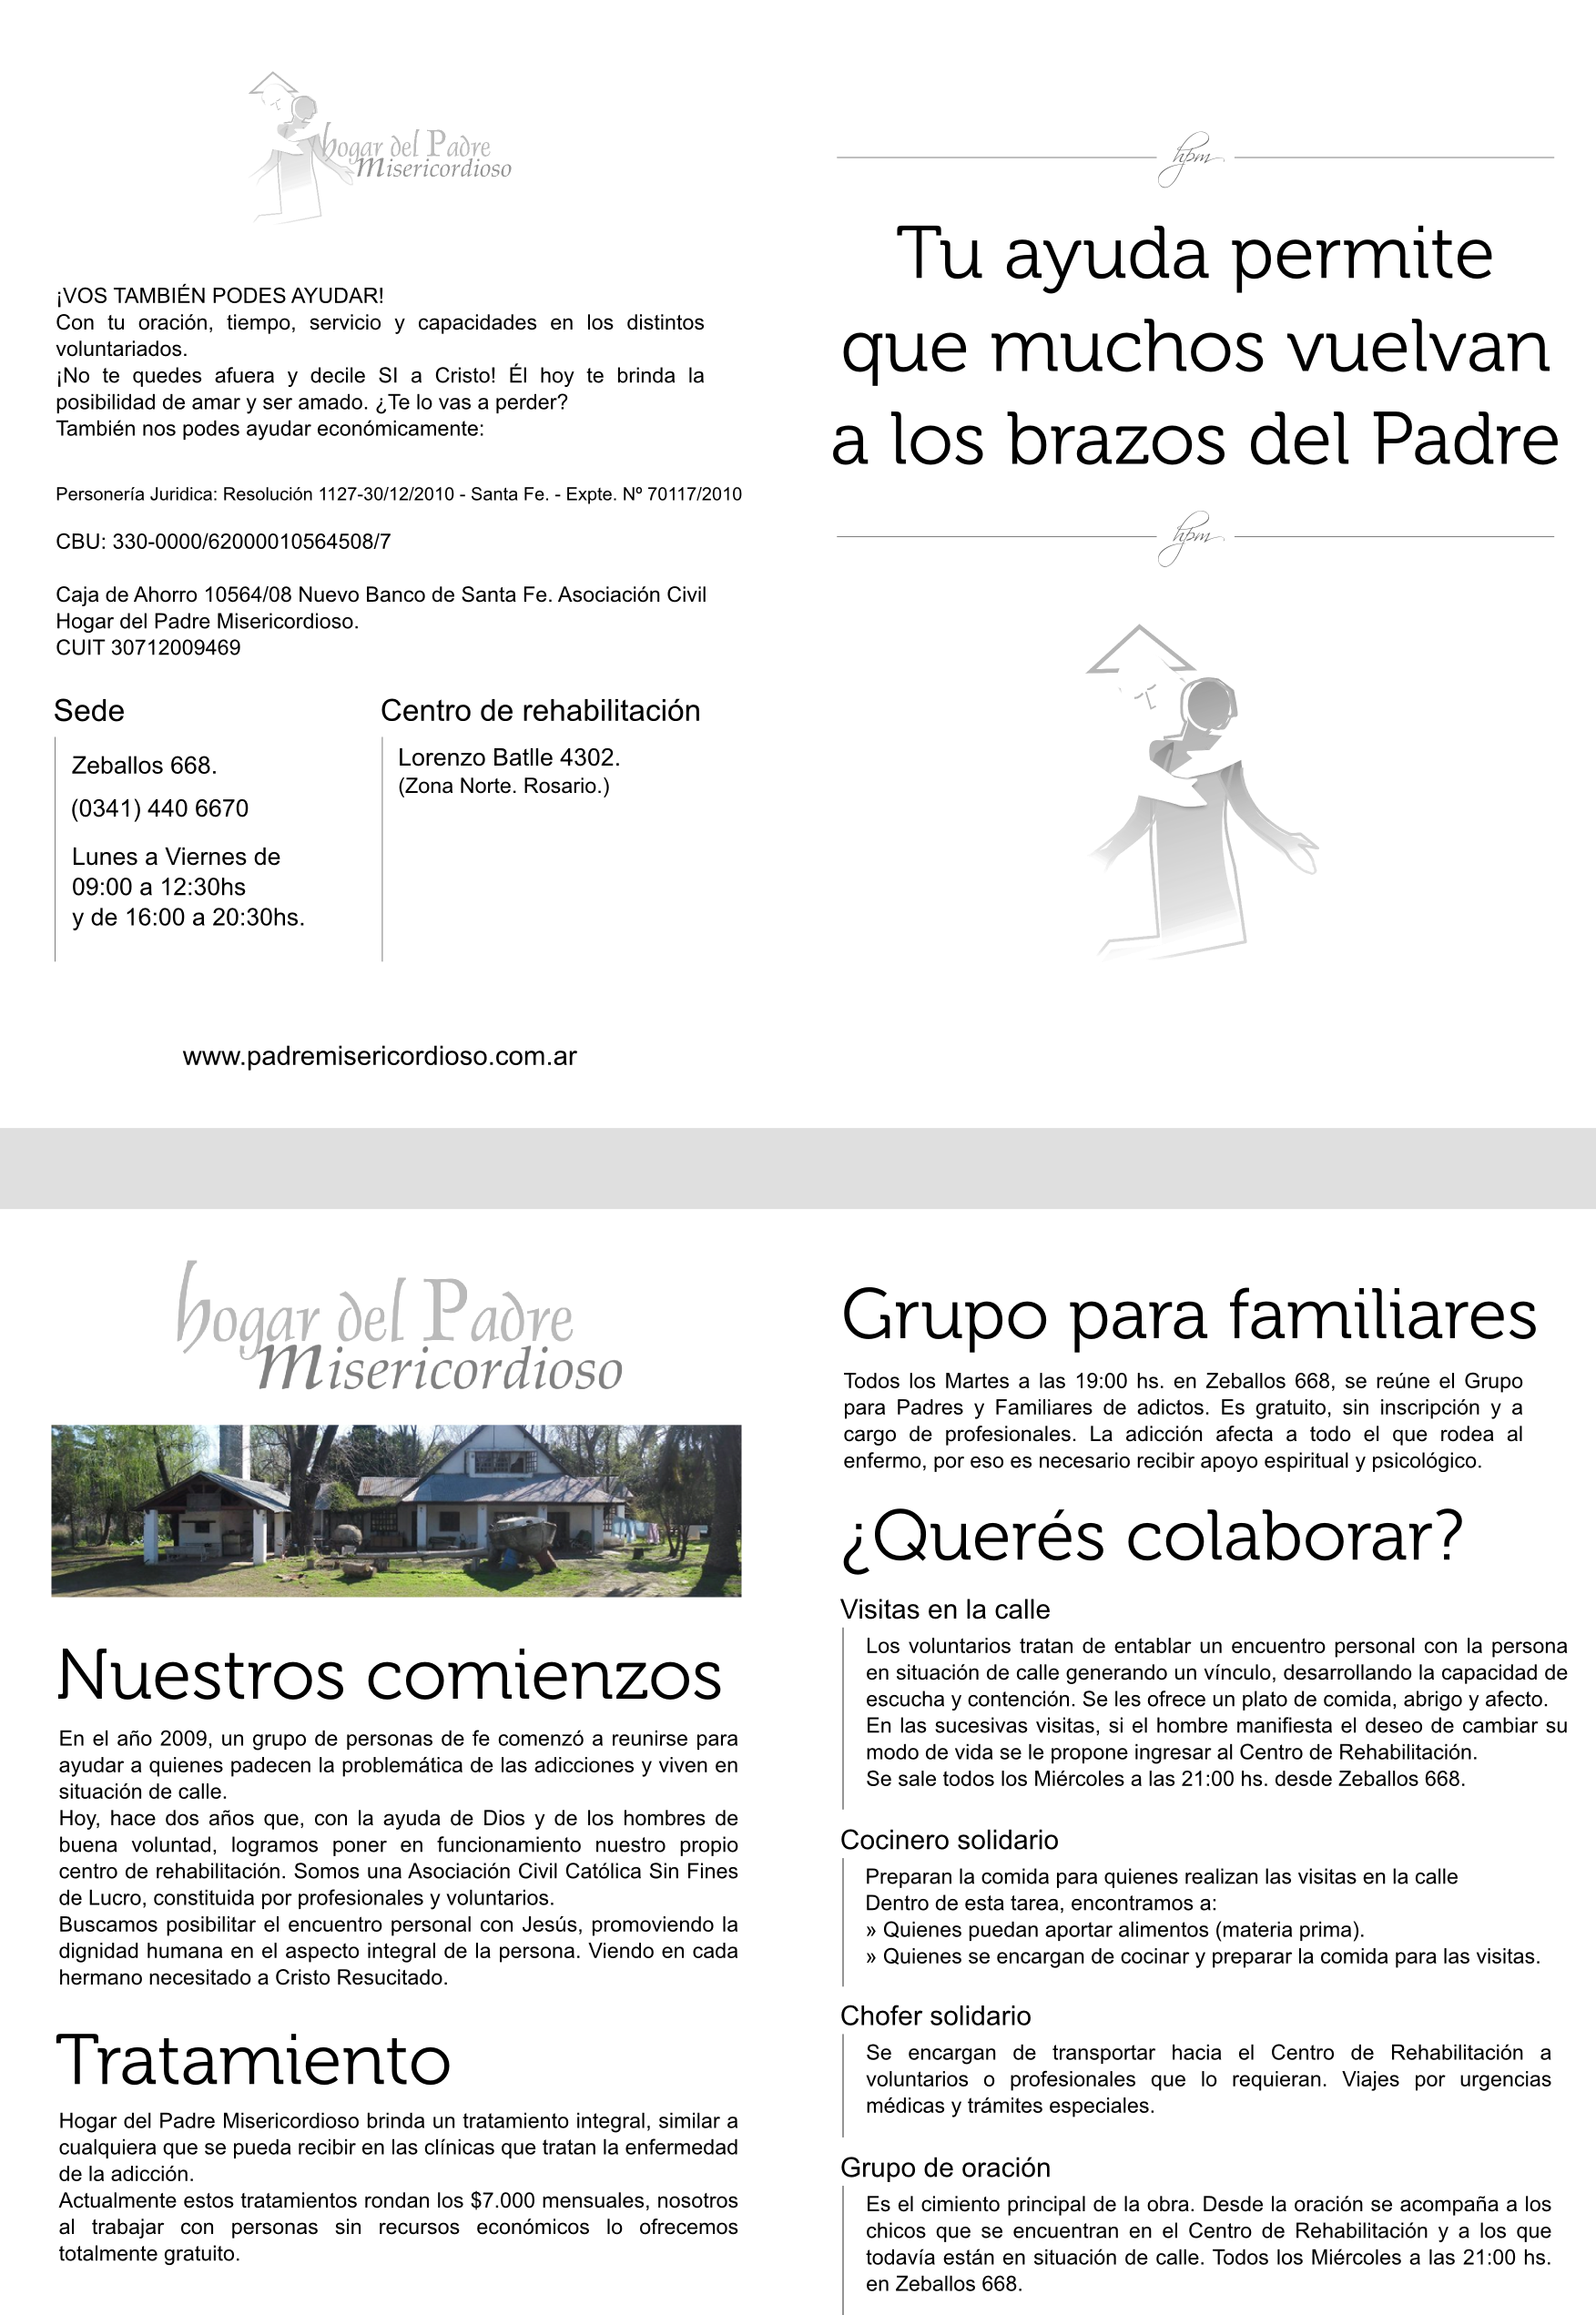 hogar del Padre
Misericordioso
¡VOS TAMBIÉN PODES AYUDAR!
Con tu oración, tiempo, servicio y capacidades en los distintos
voluntariados.
¡No te quedes afuera y decile SI a Cristo! Él hoy te brinda la
posibilidad de amar y ser amado. ¿Te lo vas a perder?
También nos podes ayudar económicamente:
Personería Juridica: Resolución 1127-30/12/2010 - Santa Fe. - Expte. Nº 70117/2010
CBU: 330-0000/62000010564508/7
Caja de Ahorro 10564/08 Nuevo Banco de Santa Fe. Asociación Civil
Hogar del Padre Misericordioso.
CUIT 30712009469
Sede
Zeballos 668.
(0341) 440 6670
Lunes a Viernes de
09:00 a 12:30hs
y de 16:00 a 20:30hs.
Centro de rehabilitación
Lorenzo Batlle 4302.
(Zona Norte. Rosario.)
www.padremisericordioso.com.ar
hpm
Tu ayuda permite
que muchos vuelvan
a los brazos del Padre
hpm
hogar del Padre
Misericordioso
Nuestros comienzos
En el año 2009, un grupo de personas de fe comenzó a reunirse para
ayudar a quienes padecen la problemática de las adicciones y viven en
situación de calle.
Hoy, hace dos años que, con la ayuda de Dios y de los hombres de
buena voluntad, logramos poner en funcionamiento nuestro propio
centro de rehabilitación. Somos una Asociación Civil Católica Sin Fines
de Lucro, constituida por profesionales y voluntarios.
Buscamos posibilitar el encuentro personal con Jesús, promoviendo la
dignidad humana en el aspecto integral de la persona. Viendo en cada
hermano necesitado a Cristo Resucitado.
Tratamiento
Hogar del Padre Misericordioso brinda un tratamiento integral, similar a
cualquiera que se pueda recibir en las clínicas que tratan la enfermedad
de la adicción.
Actualmente estos tratamientos rondan los $7.000 mensuales, nosotros
al trabajar con personas sin recursos económicos lo ofrecemos
totalmente gratuito.
Grupo para familiares
Todos los Martes a las 19:00 hs. en Zeballos 668, se reúne el Grupo
para Padres y Familiares de adictos. Es gratuito, sin inscripción y a
cargo de profesionales. La adicción afecta a todo el que rodea al
enfermo, por eso es necesario recibir apoyo espiritual y psicológico.
¿Querés colaborar?
Visitas en la calle
Los voluntarios tratan de entablar un encuentro personal con la persona
en situación de calle generando un vínculo, desarrollando la capacidad de
escucha y contención. Se les ofrece un plato de comida, abrigo y afecto.
En las sucesivas visitas, si el hombre manifiesta el deseo de cambiar su
modo de vida se le propone ingresar al Centro de Rehabilitación.
Se sale todos los Miércoles a las 21:00 hs. desde Zeballos 668.
Cocinero solidario
Preparan la comida para quienes realizan las visitas en la calle
Dentro de esta tarea, encontramos a:
» Quienes puedan aportar alimentos (materia prima).
» Quienes se encargan de cocinar y preparar la comida para las visitas.
Chofer solidario
Se encargan de transportar hacia el Centro de Rehabilitación a
voluntarios o profesionales que lo requieran. Viajes por urgencias
médicas y trámites especiales.
Grupo de oración
Es el cimiento principal de la obra. Desde la oración se acompaña a los
chicos que se encuentran en el Centro de Rehabilitación y a los que
todavía están en situación de calle. Todos los Miércoles a las 21:00 hs.
en Zeballos 668.